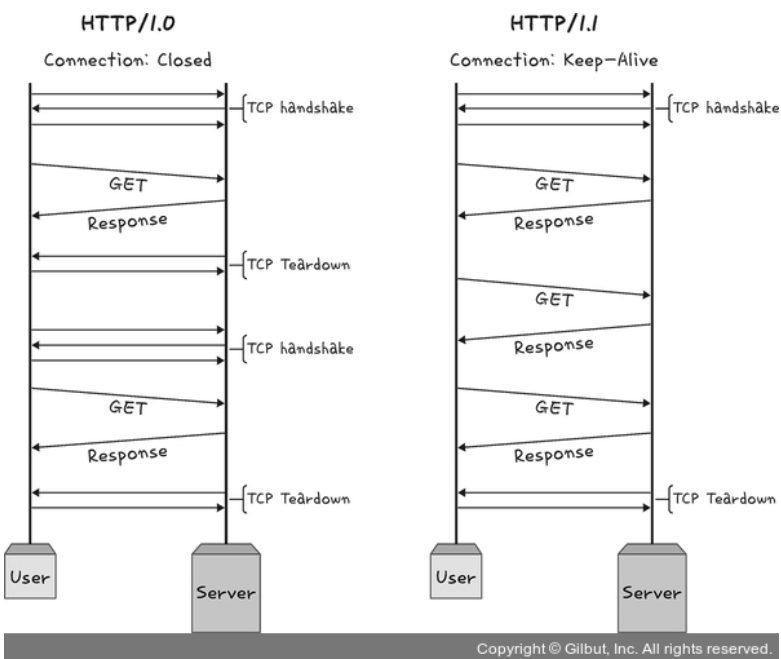 HTTP/1.0
Connection: Closed
TCP handshake
GET
Response
TCP Teardown
TCP handshake
GET
Response
TCP Teardown
User
Server
HTTP/1.1
Connection: Keep-Alive
TCP handshake
GET
Response
GET
Response
GET
Response
TCP Teardown
User
Server
Copyright © Gilbut, Inc. All rights reserved.